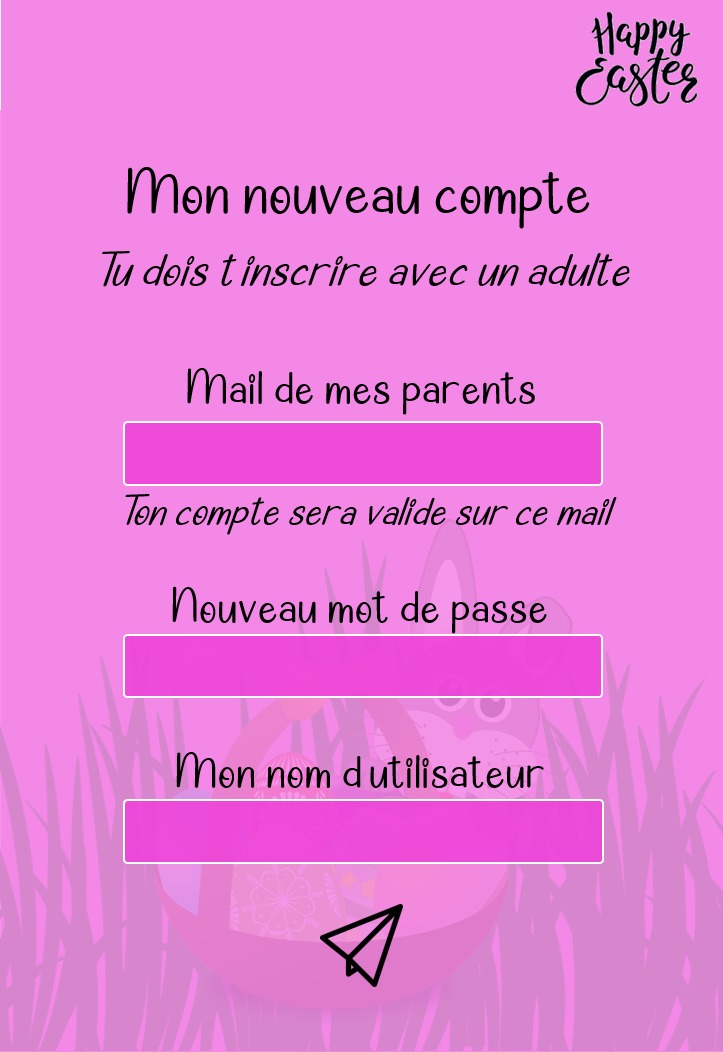 Happy
Easter
Mon nouveau compte
Tu dois t inscrire avec un adulte
Mail de mes parents
Ton compte sera valide sur ce mail
Nouveau mot de passe
Mon nom d utilisateur